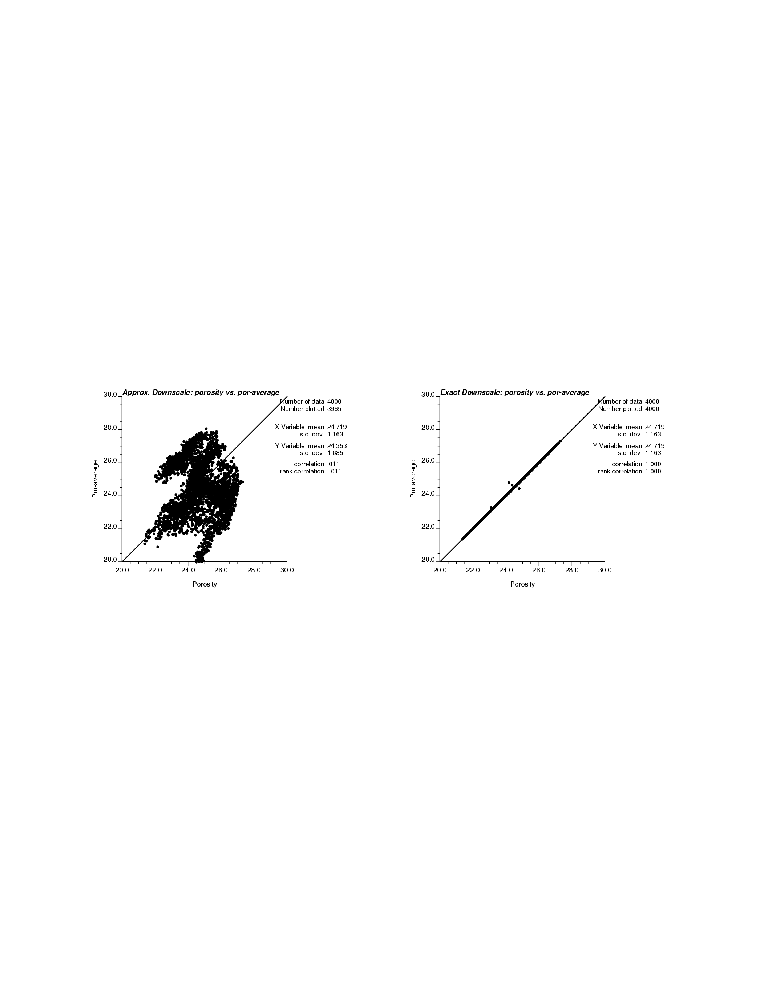 Approx. Downscale: porosity vs. por-average
30.0
28.0
26.0
24.0
22.0
20.0
Por-average
20.0 22.0 24.0 26.0 28.0 30.0
Porosity
Number of data 4000
Number plotted 3965
X Variable: mean 24.719
std. dev. 1.163
Y Variable: mean 24.353
std. dev. 1.685
correlation .011
rank correlation -.011
Exact Downscale: porosity vs. por-average
30.0
28.0
26.0
24.0
22.0
20.0
Por-average
20.0 22.0 24.0 26.0 28.0 30.0
Porosity
Number of data 4000
Number plotted 4000
X Variable: mean 24.719
std. dev. 1.163
Y Variable: mean 24.719
std. dev. 1.163
correlation 1.000
rank correlation 1.000